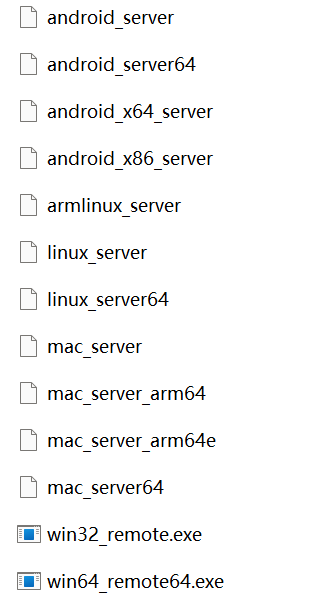 android_server
android_server64
android_x64_server
android_x86_server
armlinux_server
linux_server
linux_server64
mac_server
mac_server_arm64
mac_server_arm64e
mac_server64
win32_remote.exe
win64_remote64.exe